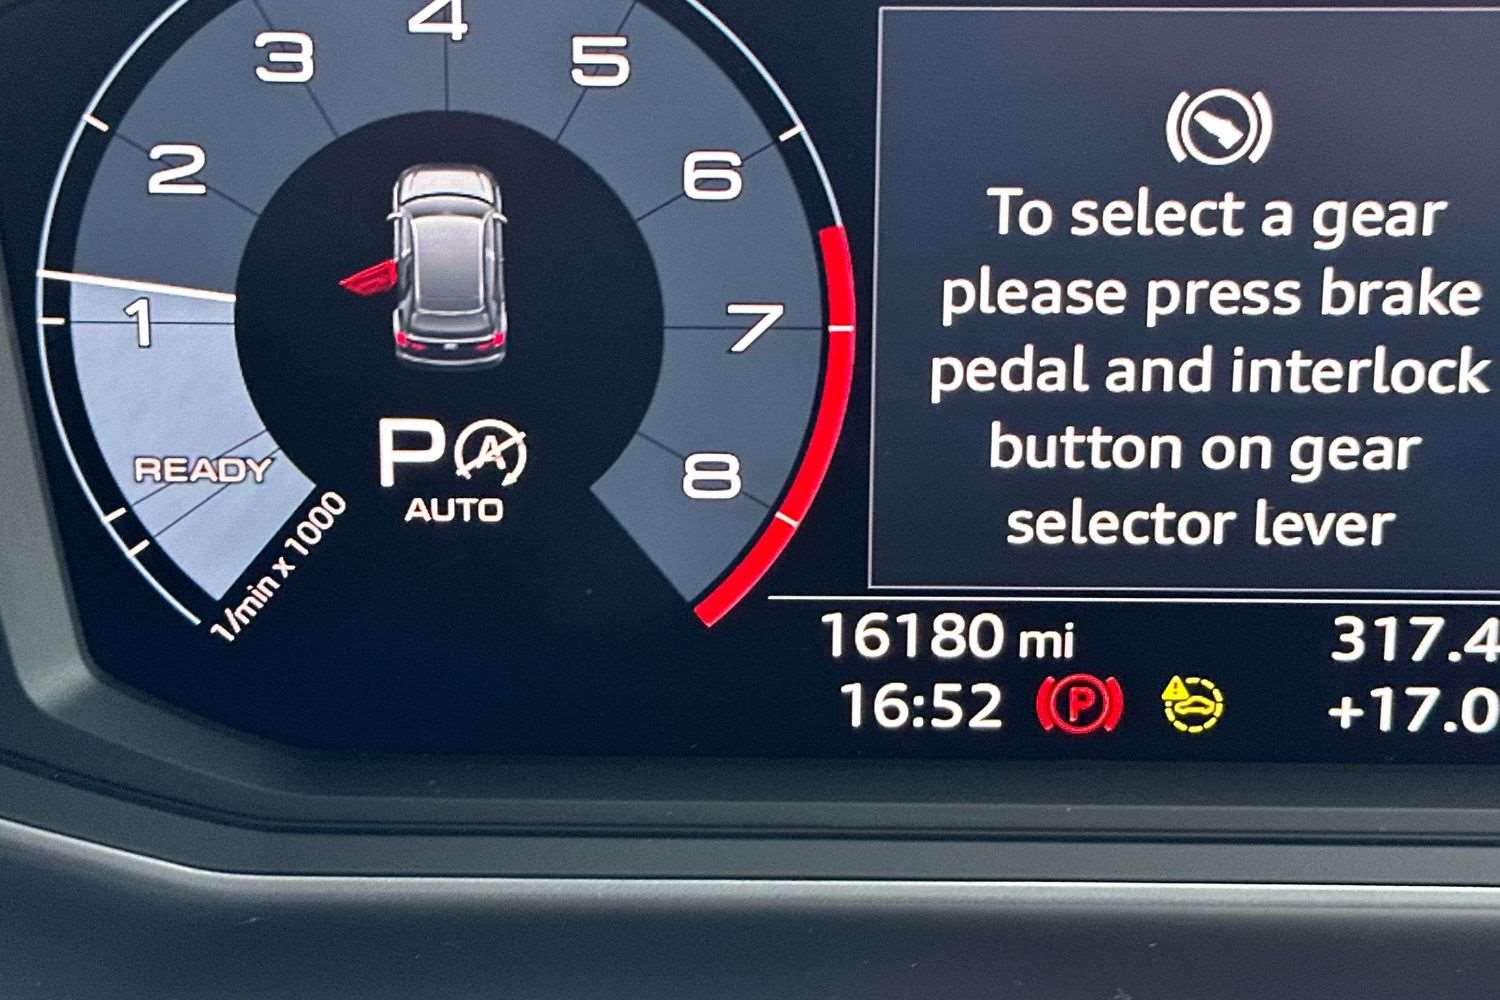 4
3
5
2
6
1
7
READY
8
1/min x 1000
P A
AUTO
To select a gear
please press brake
pedal and interlock
button on gear
selector lever
16180 mi
317.4
16:52
P
+17.0